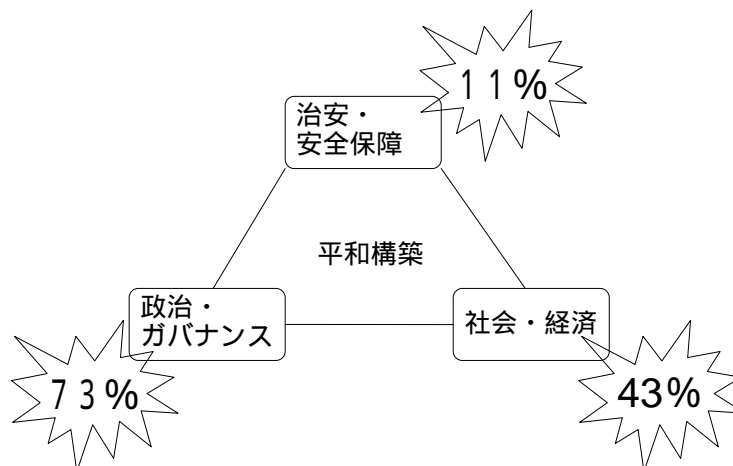 １１%
治安・
安全保障
平和構築
政治・
ガバナンス
社会・経済
７３%
43%